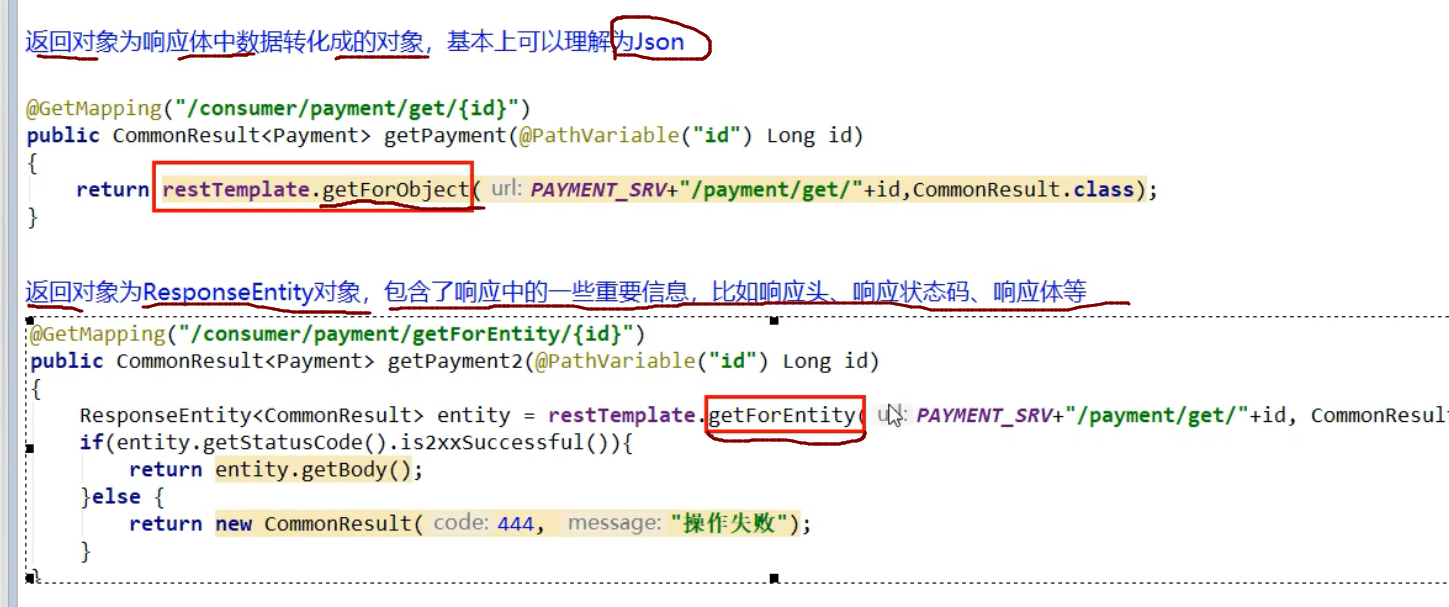 返回对象为响应体中数据转化成的对象，基本上可以理解为Json
@GetMapping("/consumer/payment/get/{id}")
public CommonResult<Payment> getPayment(@PathVariable("id") Long id)
{
return restTemplate.getForObject( url: PAYMENT_SRV+"/payment/get/"+id,CommonResult.class);
}
返回对象为ResponseEntity对象，包含了响应中的一些重要信息，比如响应头、响应状态码、响应体等
@GetMapping("/consumer/payment/getForEntity/{id}")
public CommonResult<Payment> getPayment2(@PathVariable("id") Long id)
{
ResponseEntity<CommonResult> entity = restTemplate.getForEntity( url: PAYMENT_SRV+"/payment/get/"+id, CommonResult
if(entity.getStatusCode().is2xxSuccessful()){
return entity.getBody();
}else {
return new CommonResult( code: 444, message: "操作失败");
}
}